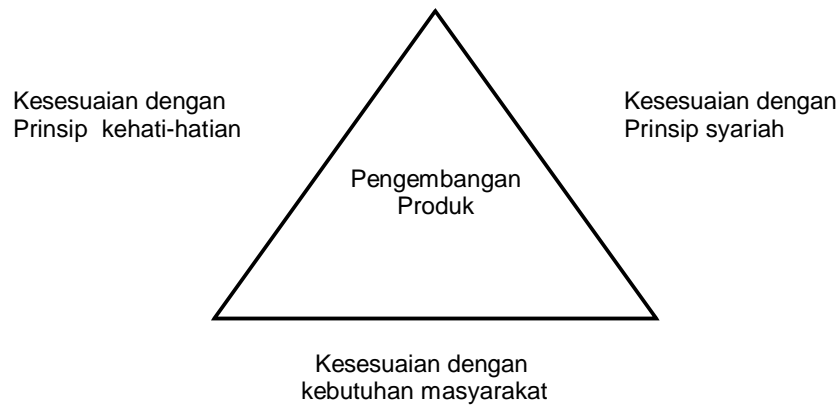 Kesesuaian dengan
Prinsip kehati-hatian
Kesesuaian dengan
Prinsip syariah
Pengembangan
Produk
Kesesuaian dengan
kebutuhan masyarakat